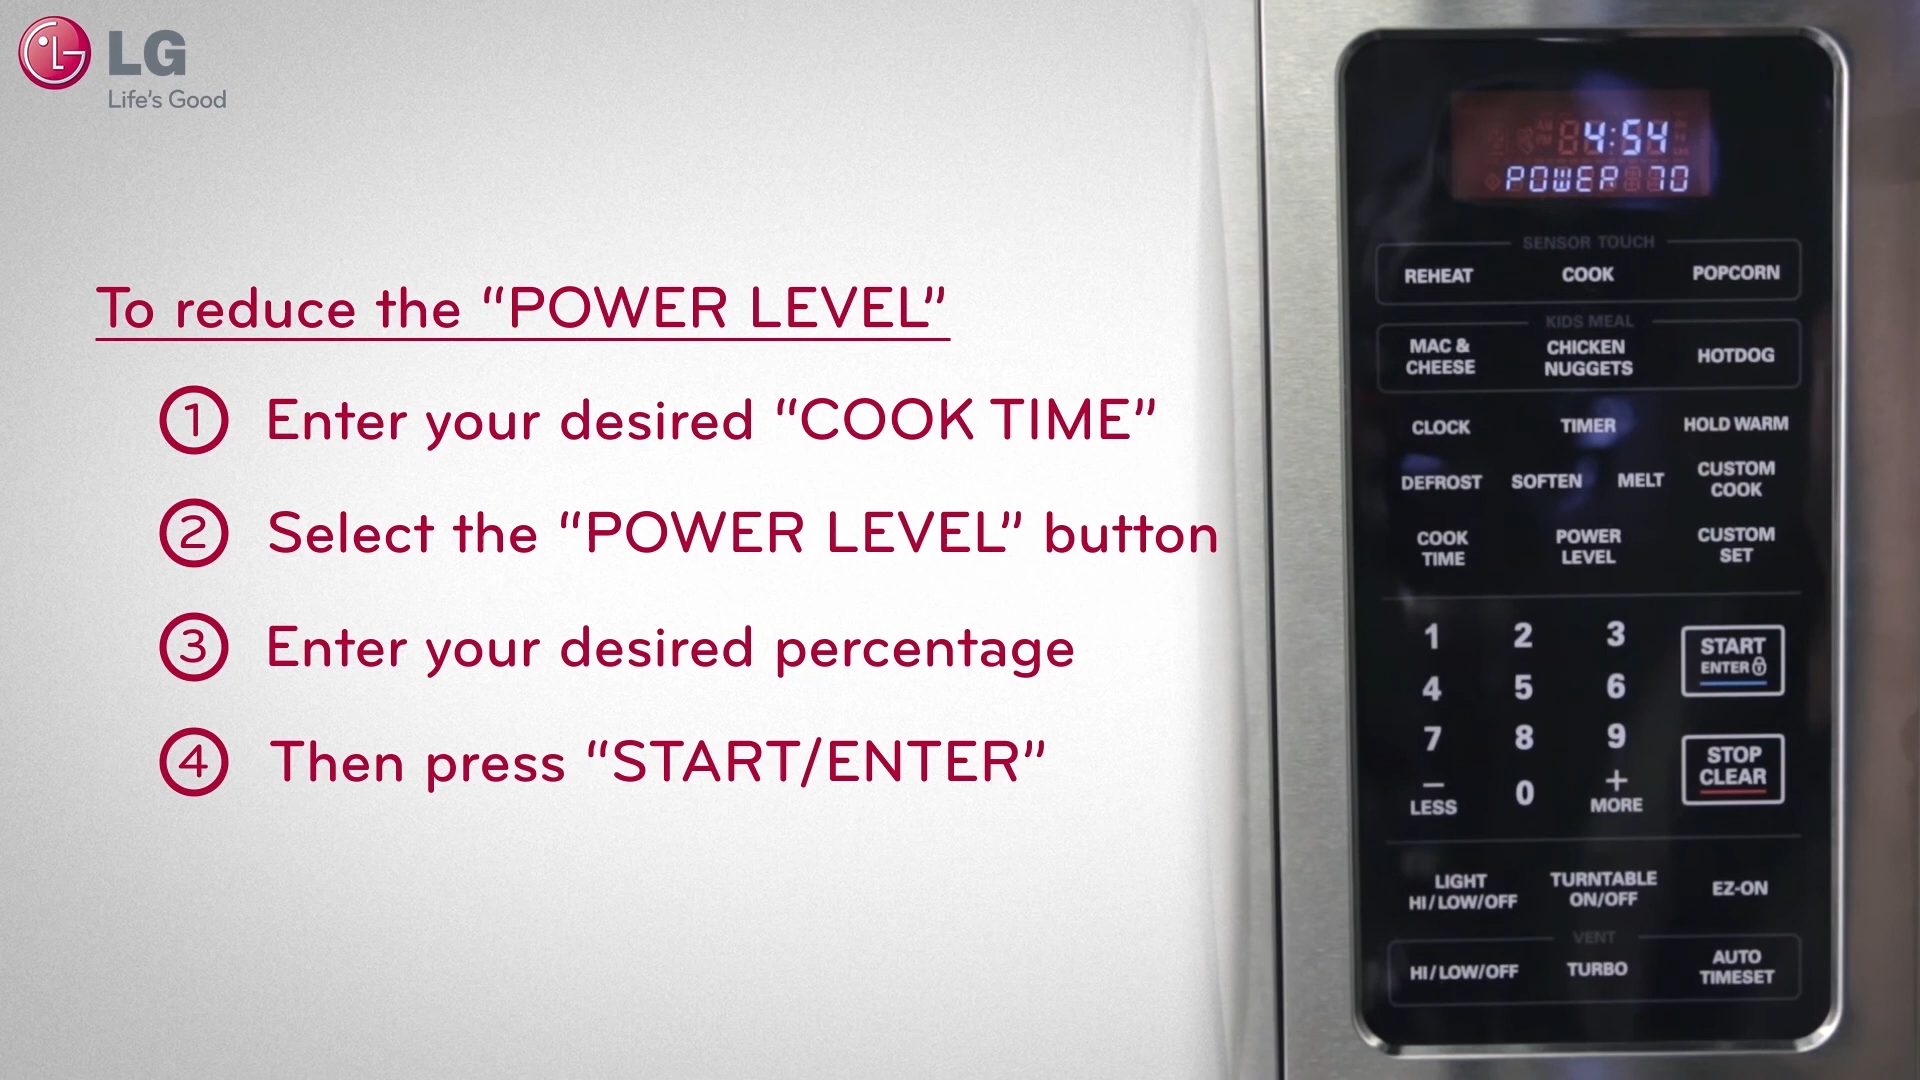 LG
Life's Good
To reduce the “POWER LEVEL”
1 Enter your desired “COOK TIME”
2 Select the “POWER LEVEL” button
3 Enter your desired percentage
4 Then press “START/ENTER”
4:54
POWER 70
SENSOR TOUCH
REHEAT COOK POPCORN
KIDS MEAL
MAC &
CHEESE
CHICKEN
NUGGETS
HOTDOG
CLOCK TIMER HOLD WARM
DEFROST SOFTEN MELT
CUSTOM
COOK
COOK
TIME
POWER
LEVEL
CUSTOM
SET
1 2 3
4 5 6
7 8 9
–
LESS
0
+
MORE
START
ENTER
STOP
CLEAR
LIGHT
HI/LOW/OFF
TURNTABLE
ON/OFF
EZ-ON
VENT
HI/LOW/OFF TURBO
AUTO
TIMESET